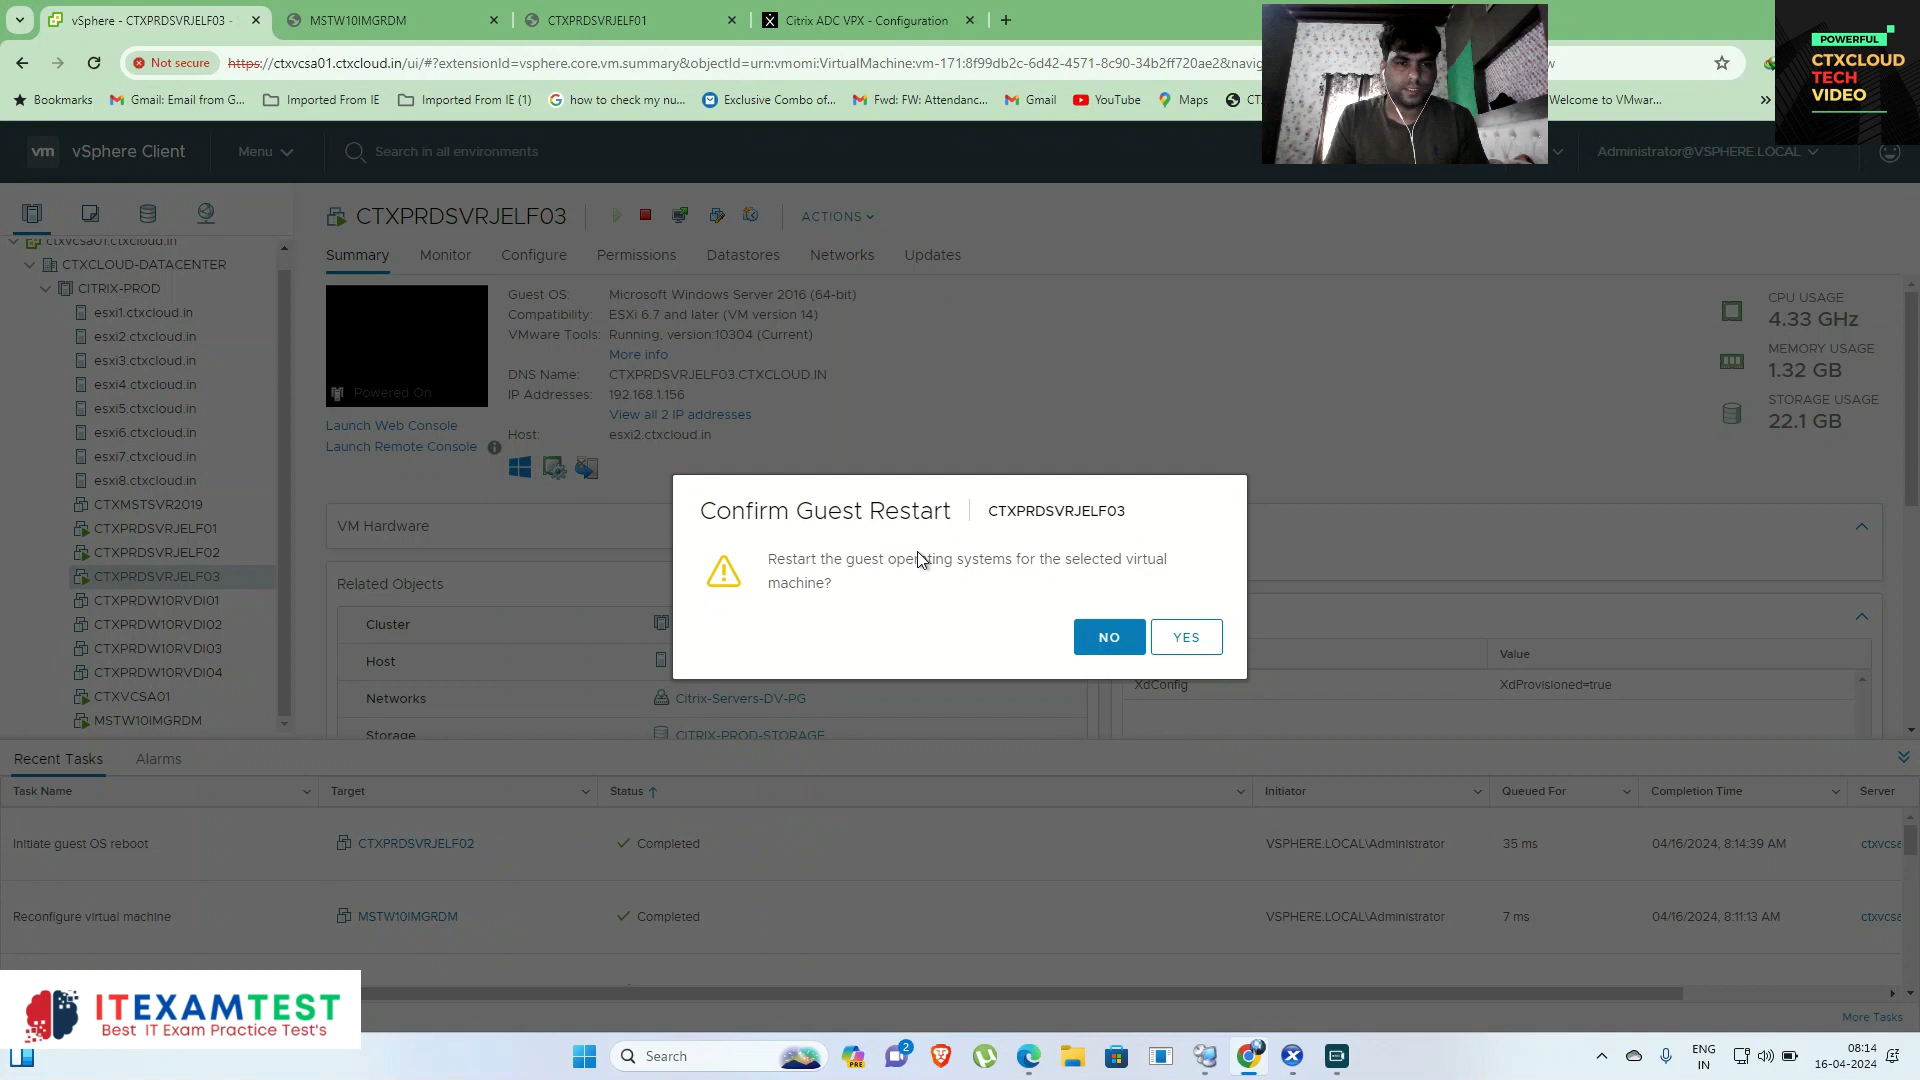 vSphere - CTXPRDSVRJELF03 -
MSTW10IMGRDM
CTXPRDSVRJELF01
Citrix ADC VPX - Configuration
Not secure
https://ctxvcsa01.ctxcloud.in/ui/#?extensionId=vsphere.core.vm.summary&objectId=urn:vmomi:VirtualMachine:vm-171:8f99db2c-6d42-4571-8c90-34b2ff720ae2&navig
Bookmarks
Gmail: Email from G...
Imported From IE
Imported From IE (1)
how to check my nu...
Exclusive Combo of...
Fwd: FW: Attendanc...
Gmail
YouTube
Maps
Welcome to VMwar...
POWERFUL
CTXCLOUD
TECH
VIDEO
vm
vSphere Client
Menu
Search in all environments
Administrator@VSPHERE.LOCAL
ctxvcsa01.ctxcloud.in
CTXCLOUD-DATACENTER
CITRIX-PROD
esxi1.ctxcloud.in
esxi2.ctxcloud.in
esxi3.ctxcloud.in
esxi4.ctxcloud.in
esxi5.ctxcloud.in
esxi6.ctxcloud.in
esxi7.ctxcloud.in
esxi8.ctxcloud.in
CTXMSTSVR2019
CTXPRDSVRJELF01
CTXPRDSVRJELF02
CTXPRDSVRJELF03
CTXPRDW10RVDI01
CTXPRDW10RVDI02
CTXPRDW10RVDI03
CTXPRDW10RVDI04
CTXVCSA01
MSTW10IMGRDM
CTXPRDSVRJELF03
ACTIONS
Summary
Monitor
Configure
Permissions
Datastores
Networks
Updates
Powered On
Launch Web Console
Launch Remote Console
Guest OS: Microsoft Windows Server 2016 (64-bit)
Compatibility: ESXi 6.7 and later (VM version 14)
VMware Tools: Running, version:10304 (Current)
More info
DNS Name: CTXPRDSVRJELF03.CTXCLOUD.IN
IP Addresses: 192.168.1.156
View all 2 IP addresses
Host: esxi2.ctxcloud.in
CPU USAGE
4.33 GHz
MEMORY USAGE
1.32 GB
STORAGE USAGE
22.1 GB
VM Hardware
Related Objects
Cluster
Host
Networks Citrix-Servers-DV-PG
Storage CITRIX-PROD-STORAGE
Value
XdConfig XdProvisioned=true
Confirm Guest Restart
CTXPRDSVRJELF03
Restart the guest operating systems for the selected virtual
machine?
NO
YES
Recent Tasks
Alarms
Task Name Target Status Initiator Queued For Completion Time Server
Initiate guest OS reboot CTXPRDSVRJELF02 Completed VSPHERE.LOCAL\Administrator 35 ms 04/16/2024, 8:14:39 AM ctxvcsa
Reconfigure virtual machine MSTW10IMGRDM Completed VSPHERE.LOCAL\Administrator 7 ms 04/16/2024, 8:11:13 AM ctxvcsa
More Tasks
ITEXAMTEST
Best IT Exam Practice Test's
Search
PRE
2
ENG
IN
08:14
16-04-2024